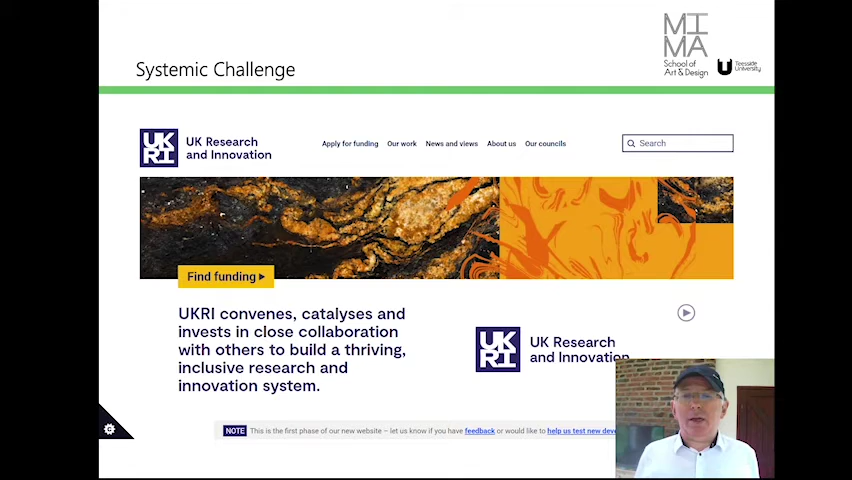 Systemic Challenge
MI
MA
School of
Art & Design
Teesside
University
UK
RI
UK Research
and Innovation
Apply for funding
Our work
News and views
About us
Our councils
Search
Find funding
UKRI convenes, catalyses and
invests in close collaboration
with others to build a thriving,
inclusive research and
innovation system.
UK
RI
UK Research
and Innovation
NOTE This is the first phase of our new website – let us know if you have feedback or would like to help us test new